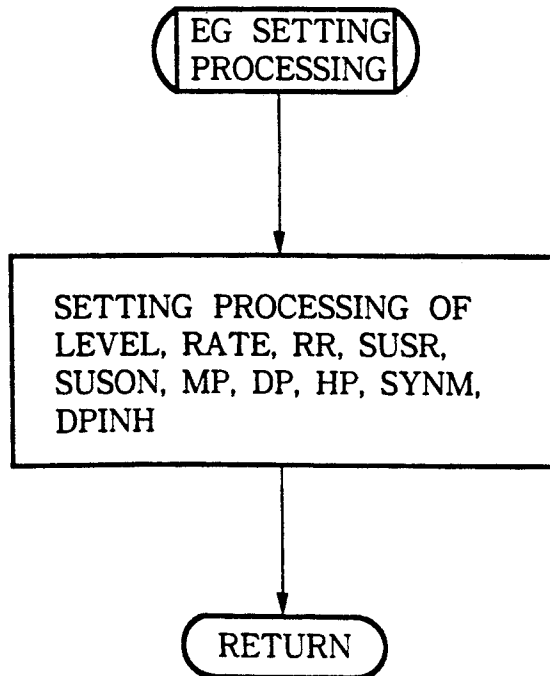 EG SETTING
PROCESSING
SETTING PROCESSING OF
LEVEL, RATE, RR, SUSR,
SUSON, MP, DP, HP, SYNM,
DPINH
RETURN